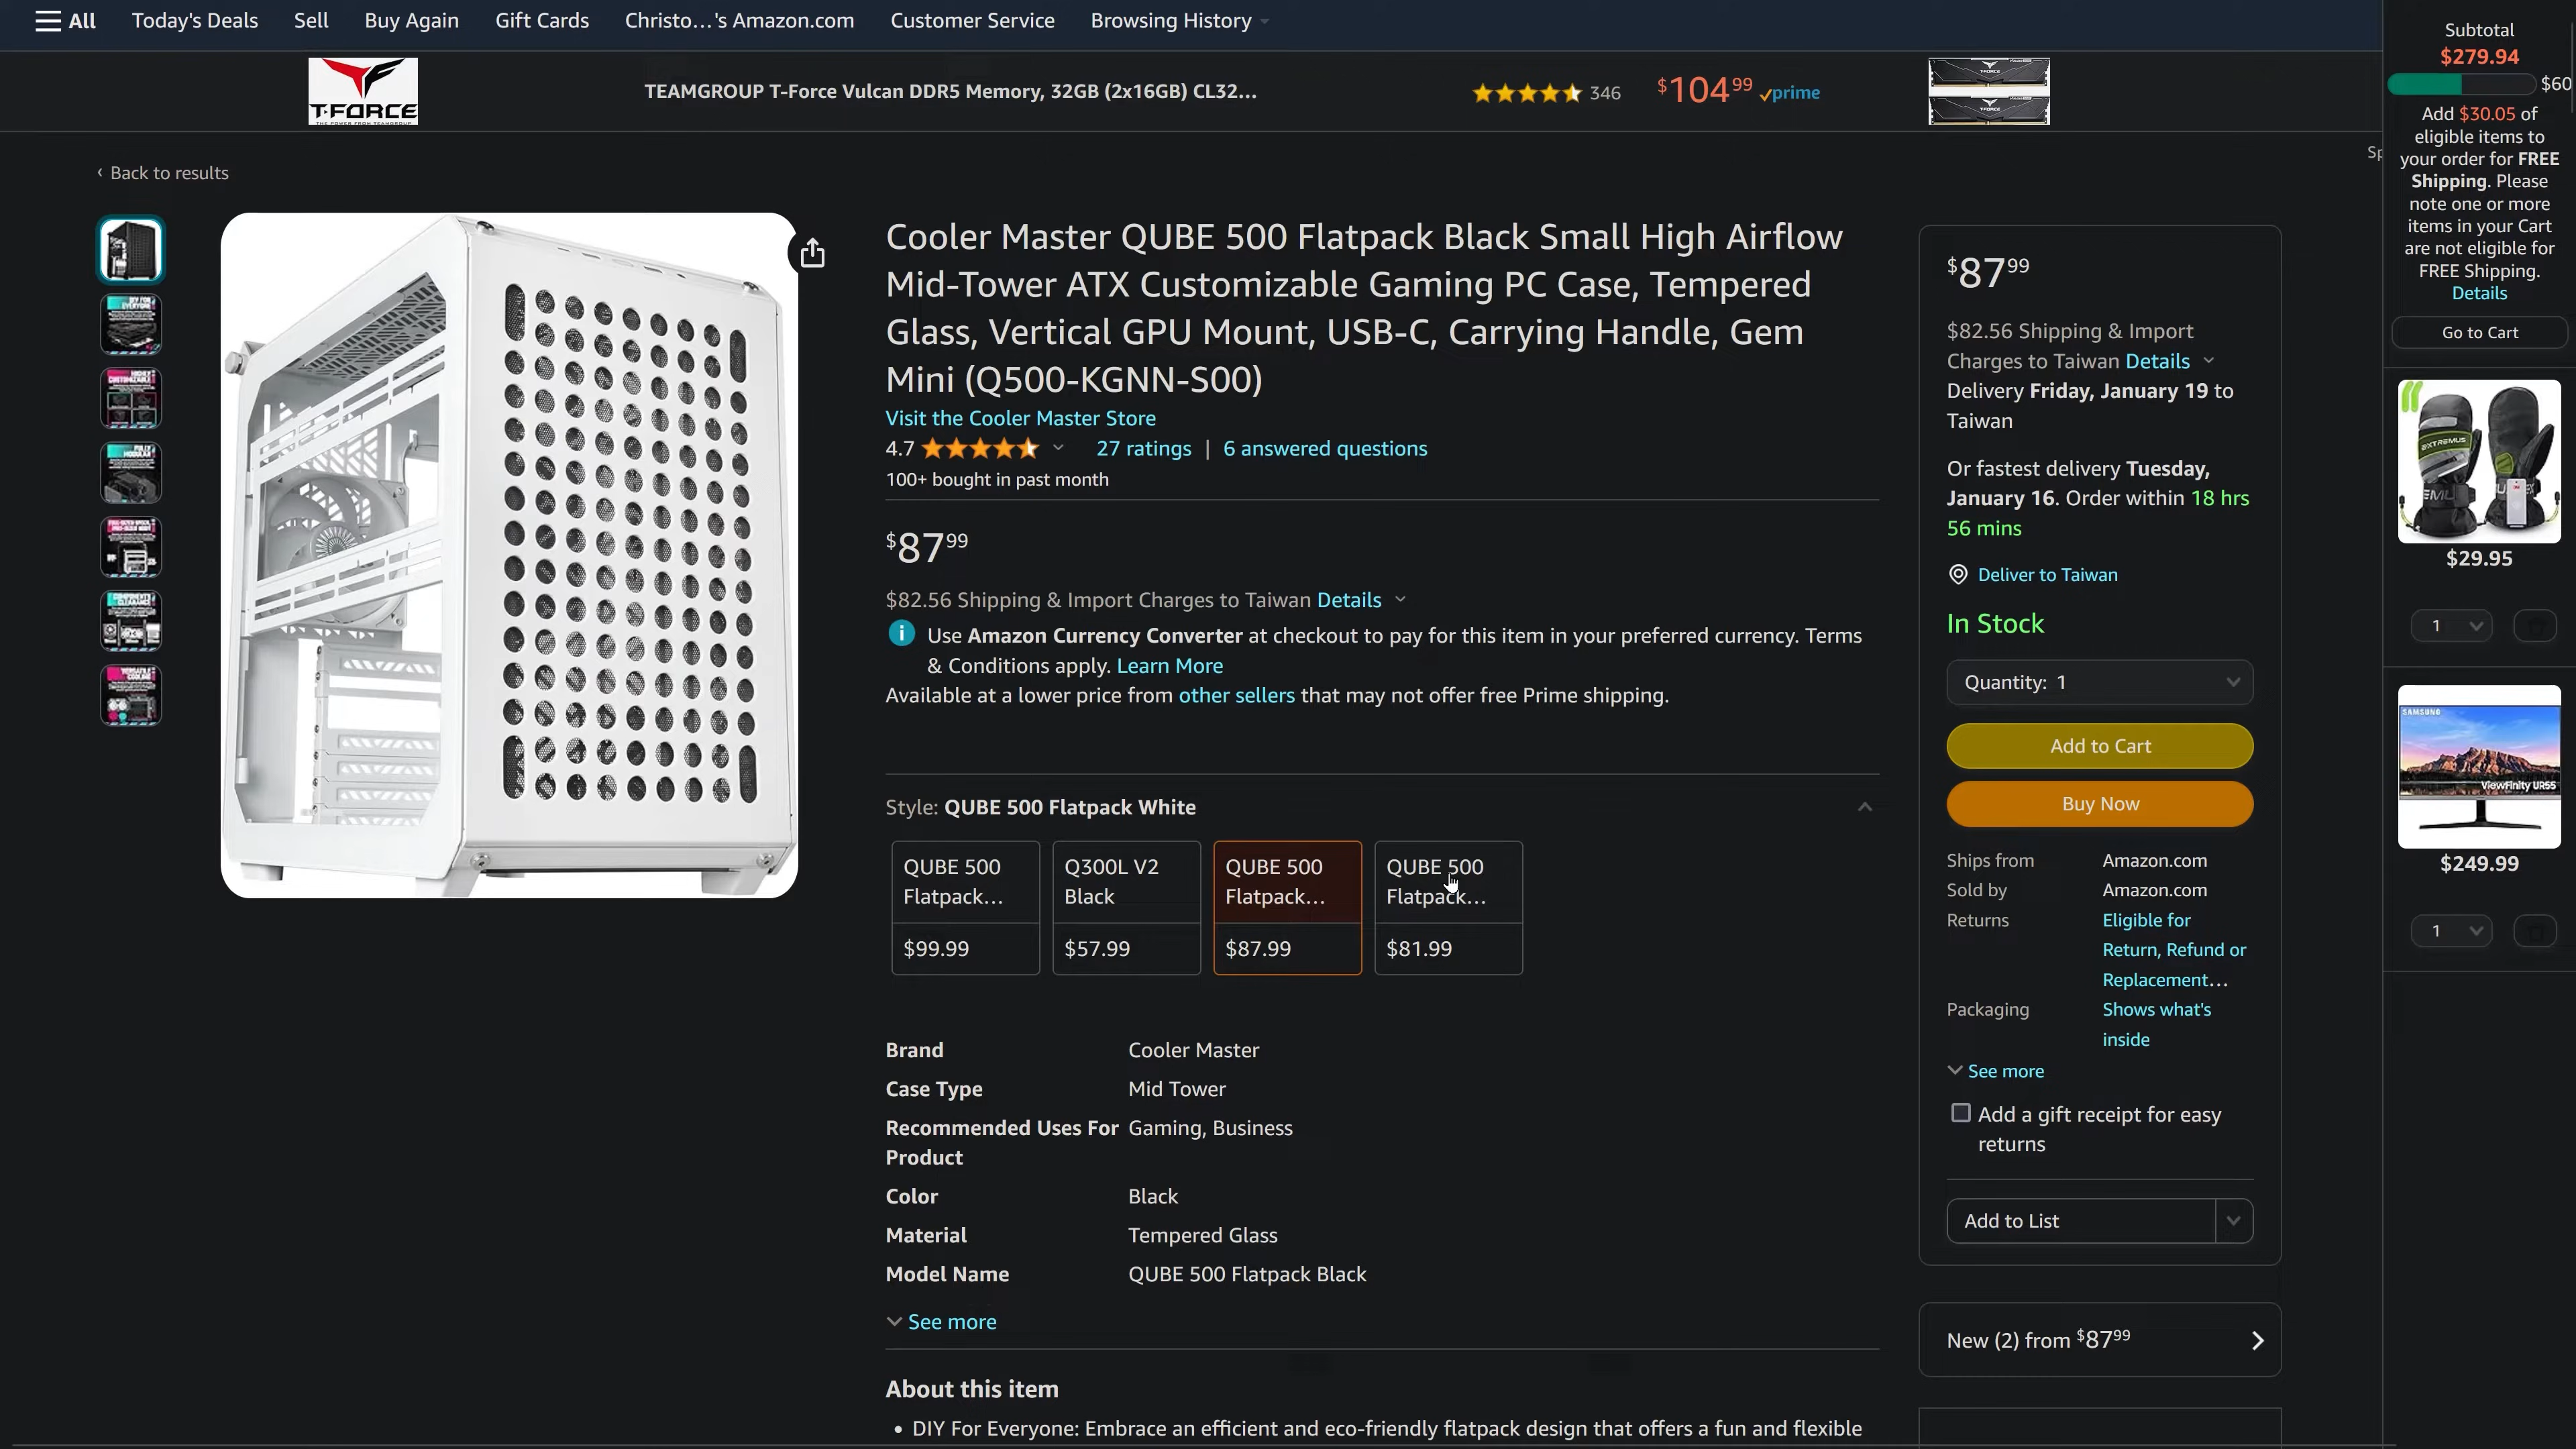 All
Today's Deals
Sell
Buy Again
Gift Cards
Christo...'s Amazon.com
Customer Service
Browsing History
T-FORCE
TEAMGROUP T-Force Vulcan DDR5 Memory, 32GB (2x16GB) CL32...
346
$104 99 prime
‹ Back to results
Cooler Master QUBE 500 Flatpack Black Small High Airflow
Mid-Tower ATX Customizable Gaming PC Case, Tempered
Glass, Vertical GPU Mount, USB-C, Carrying Handle, Gem
Mini (Q500-KGNN-S00)
Visit the Cooler Master Store
4.7
27 ratings | 6 answered questions
100+ bought in past month
$87 99
$82.56 Shipping & Import Charges to Taiwan Details
Use Amazon Currency Converter at checkout to pay for this item in your preferred currency. Terms
& Conditions apply. Learn More
Available at a lower price from other sellers that may not offer free Prime shipping.
Style: QUBE 500 Flatpack White
QUBE 500
Flatpack...
$99.99
Q300L V2
Black
$57.99
QUBE 500
Flatpack...
$87.99
QUBE 500
Flatpack...
$81.99
Brand Cooler Master
Case Type Mid Tower
Recommended Uses For Gaming, Business
Product
Color Black
Material Tempered Glass
Model Name QUBE 500 Flatpack Black
See more
About this item
• DIY For Everyone: Embrace an efficient and eco-friendly flatpack design that offers a fun and flexible
$87 99
$82.56 Shipping & Import
Charges to Taiwan Details
Delivery Friday, January 19 to
Taiwan
Or fastest delivery Tuesday,
January 16. Order within 18 hrs
56 mins
Deliver to Taiwan
In Stock
Quantity: 1
Add to Cart
Buy Now
Ships from Amazon.com
Sold by Amazon.com
Returns Eligible for
Return, Refund or
Replacement...
Packaging Shows what's
inside
See more
Add a gift receipt for easy
returns
Add to List
New (2) from $87 99
Subtotal
$279.94
$60
Add $30.05 of
eligible items to
your order for FREE
Shipping. Please
note one or more
items in your Cart
are not eligible for
FREE Shipping.
Details
Go to Cart
EXTREMUS
$29.95
1
SAMSUNG
ViewFinity UR55
$249.99
1